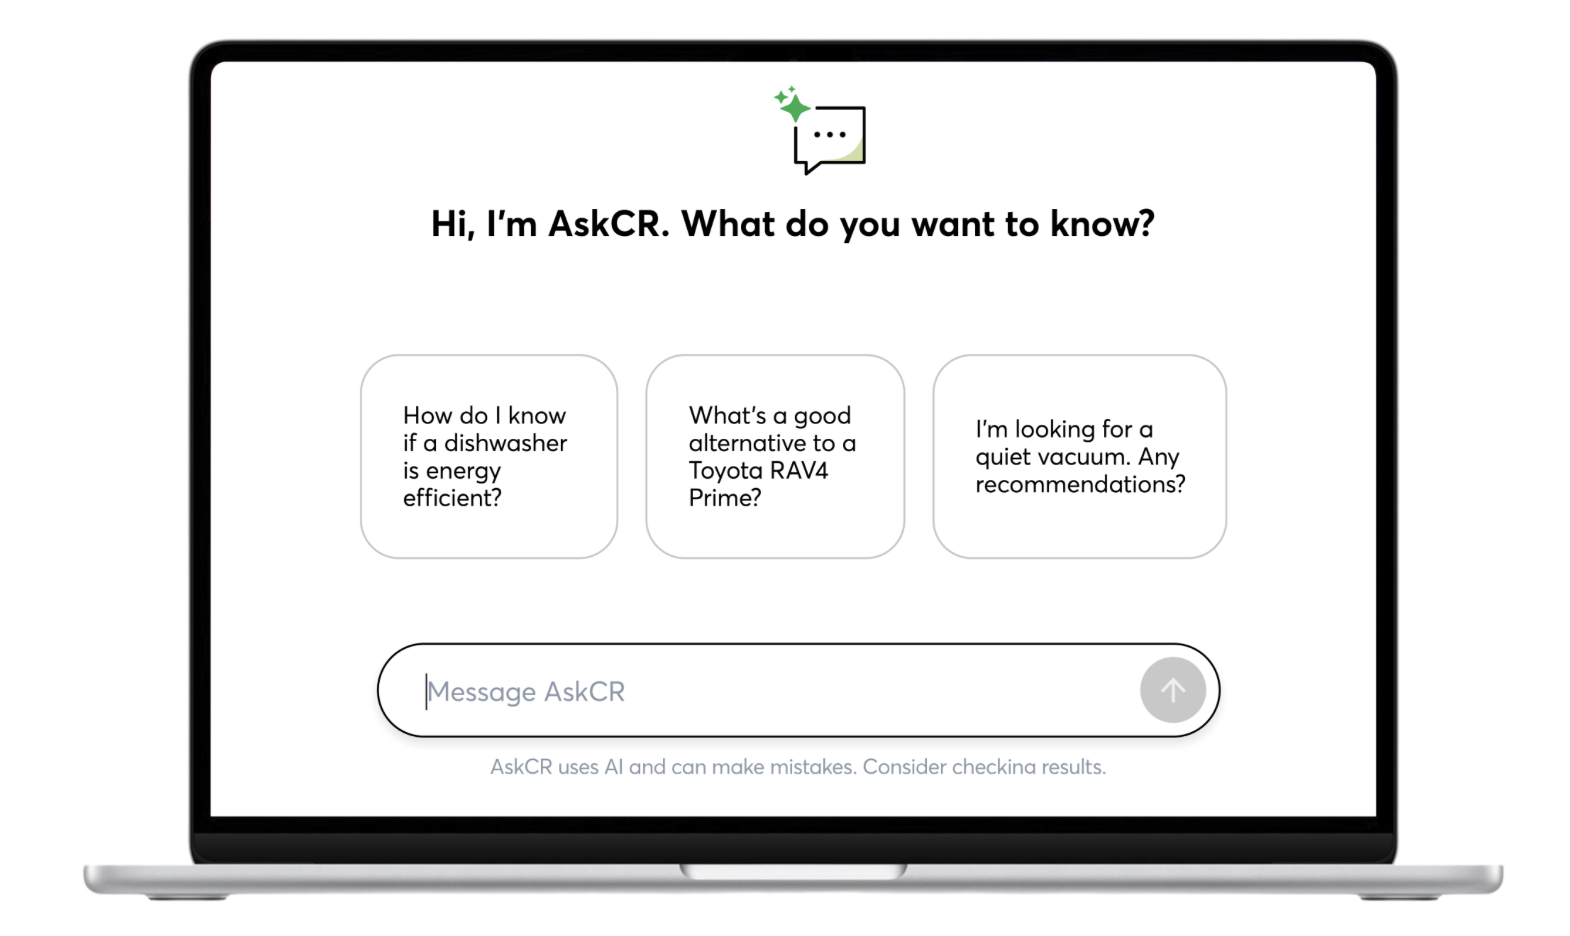 Hi, I'm AskCR. What do you want to know?
How do I know
if a dishwasher
is energy
efficient?
What's a good
alternative to a
Toyota RAV4
Prime?
I'm looking for a
quiet vacuum. Any
recommendations?
Message AskCR
AskCR uses AI and can make mistakes. Consider checking results.